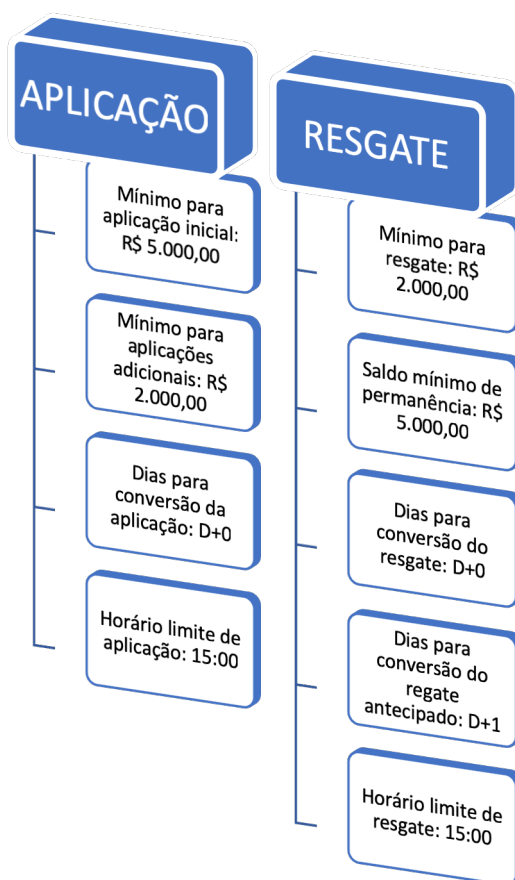 APLICAÇÃO
Mínimo para
aplicação inicial:
R$ 5.000,00
Mínimo para
aplicações
adicionais: R$
2.000,00
Dias para
conversão da
aplicação: D+0
Horário limite de
aplicação: 15:00
RESGATE
Mínimo para
resgate: R$
2.000,00
Saldo mínimo de
permanência: R$
5.000,00
Dias para
conversão do
resgate: D+0
Dias para
conversão do
regate
antecipado: D+1
Horário limite de
resgate: 15:00